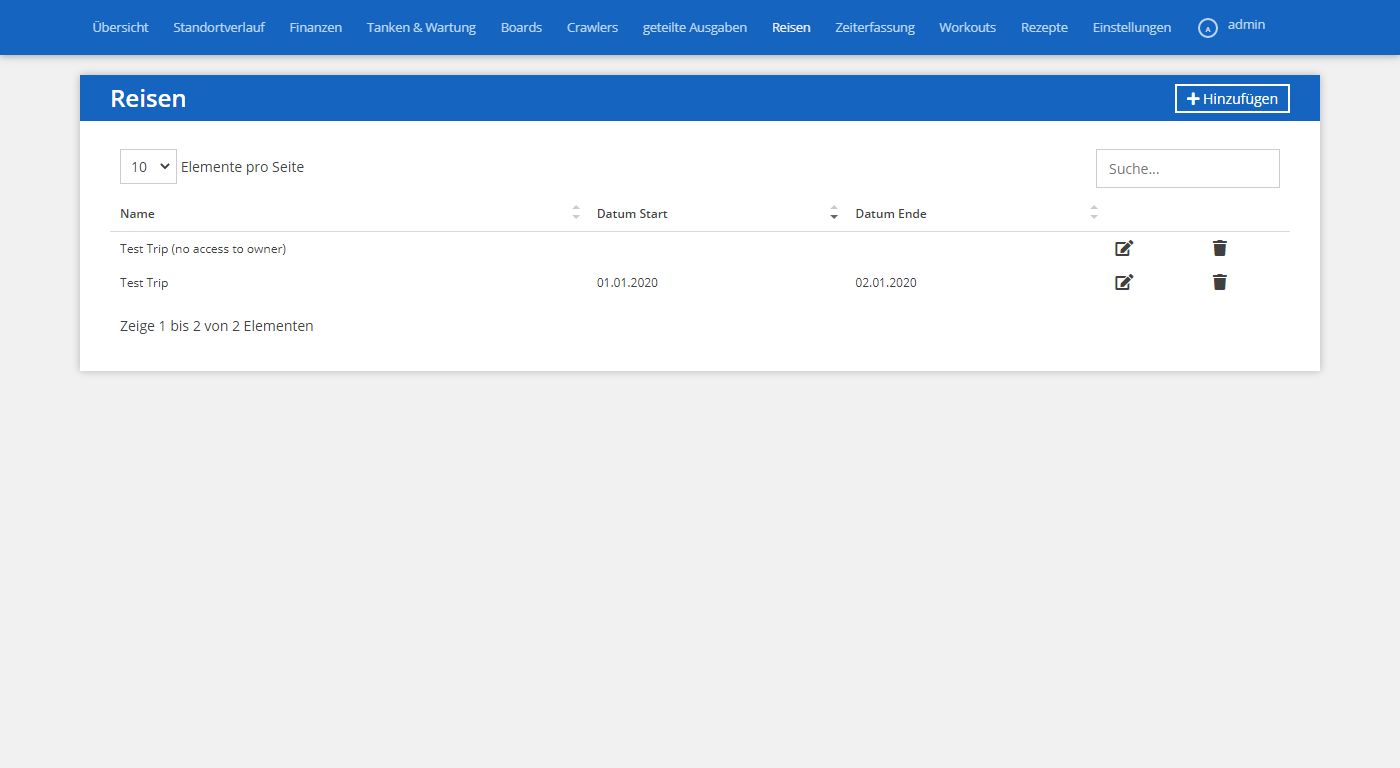 Übersicht Standortverlauf Finanzen Tanken & Wartung Boards Crawlers geteilte Ausgaben Reisen Zeiterfassung Workouts Rezepte Einstellungen A admin
Reisen Hinzufügen
10 Elemente pro Seite Suche...
Name Datum Start Datum Ende
Test Trip (no access to owner)
Test Trip 01.01.2020 02.01.2020
Zeige 1 bis 2 von 2 Elementen